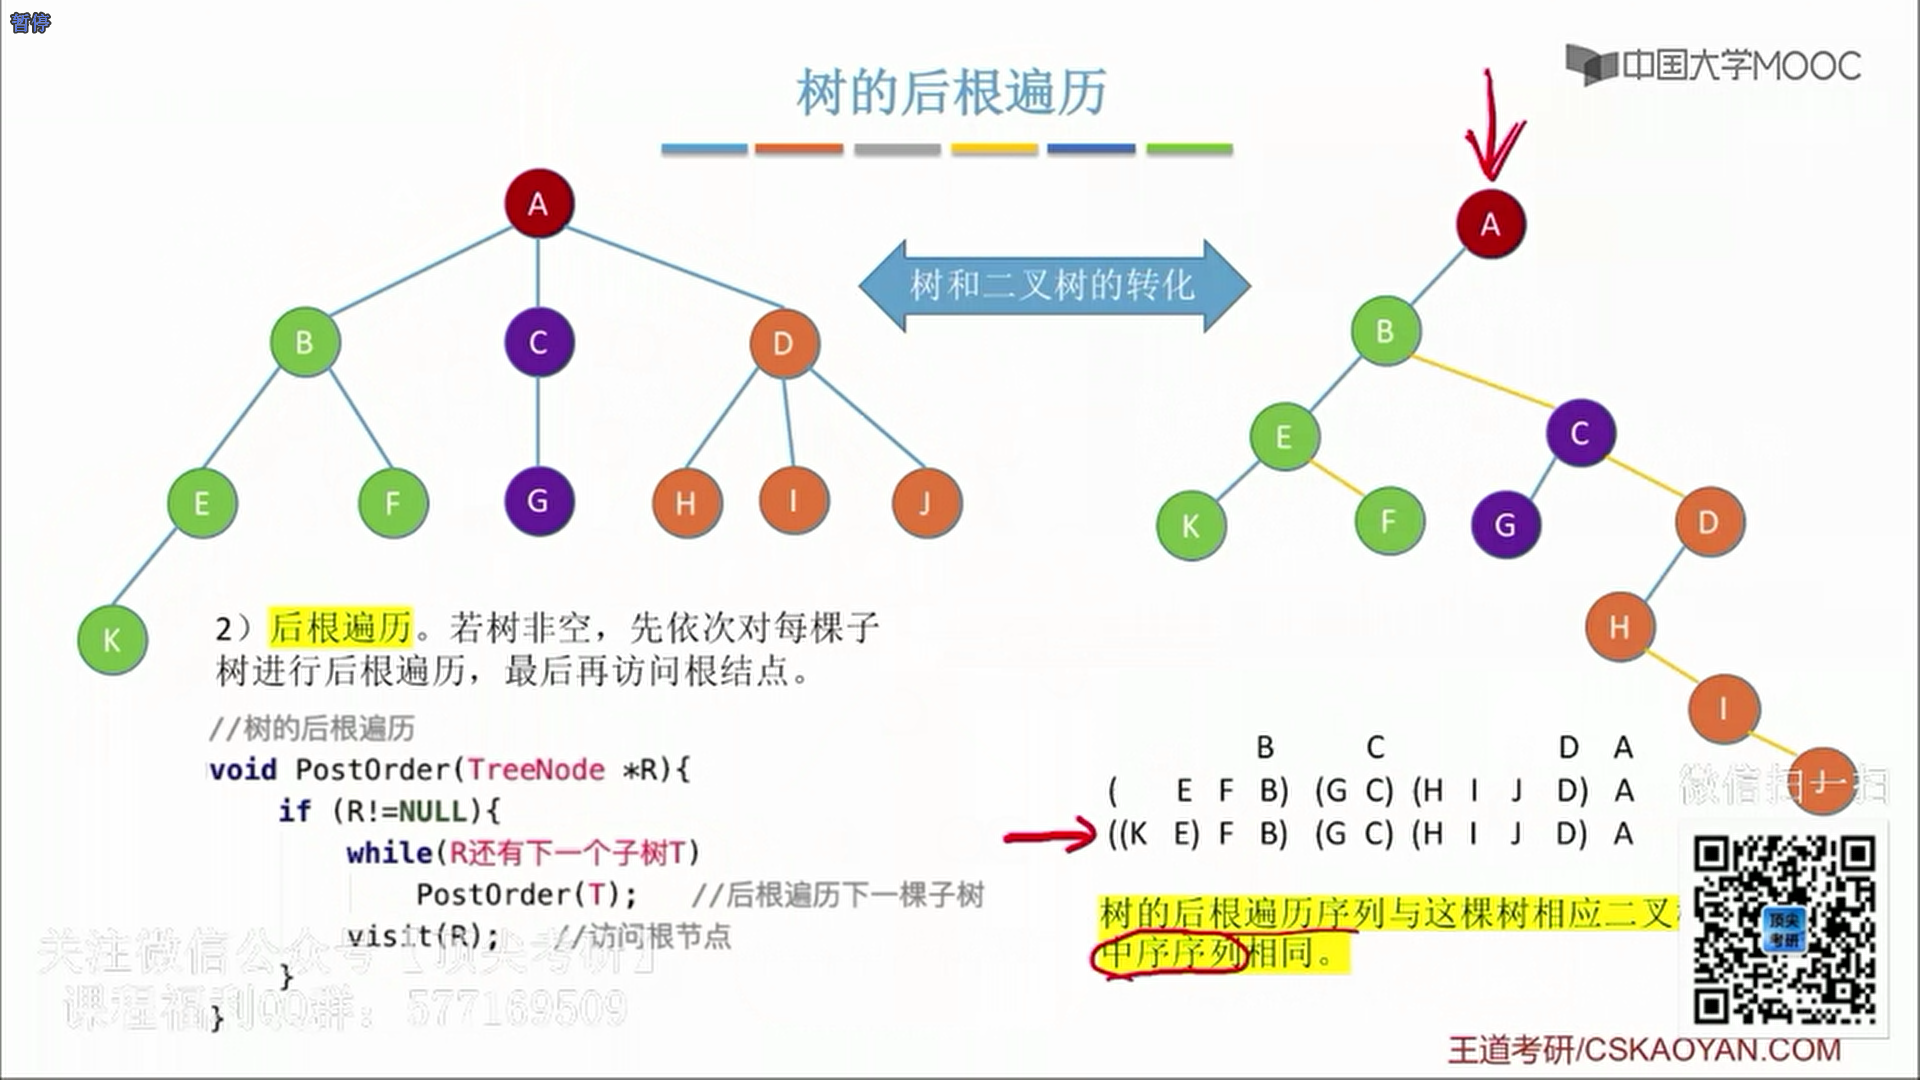 暂停
中国大学MOOC
树的后根遍历
A
A
树和二叉树的转化
B
C
D
B
E
C
E
F
G
H
I
J
K
F
G
D
K
H
I
J
2）后根遍历。若树非空，先依次对每棵子
树进行后根遍历，最后再访问根结点。
//树的后根遍历
void PostOrder(TreeNode *R){
if (R!=NULL){
while(R还有下一个子树T)
PostOrder(T); //后根遍历下一棵子树
visit(R); //访问根节点
}
}
B C D A
( E F B) (G C) (H I J D) A
((K E) F B) (G C) (H I J D) A
树的后根遍历序列与这棵树相应二叉
中序序列相同。
微信扫一扫
顶尖
考研
关注微信公众号【顶尖考研】
课程福利QQ群：577169509
王道考研/CSKAOYAN.COM